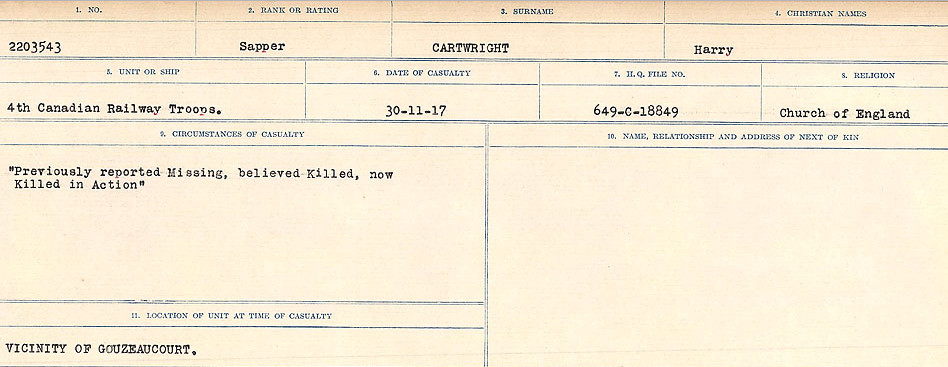 1. NO.
2. RANK OR RATING
3. SURNAME
4. CHRISTIAN NAMES
2203543
Sapper
CARTWRIGHT
Harry
5. UNIT OR SHIP
6. DATE OF CASUALTY
7. H.Q. FILE NO.
8. RELIGION
4th Canadian Railway Troops.
30-11-17
649-C-18849
Church of England
9. CIRCUMSTANCES OF CASUALTY
10. NAME, RELATIONSHIP AND ADDRESS OF NEXT OF KIN
"Previously reported Missing, believed Killed, now
Killed in Action"
11. LOCATION OF UNIT AT TIME OF CASUALTY
VICINITY OF GOUZEAUCOURT.